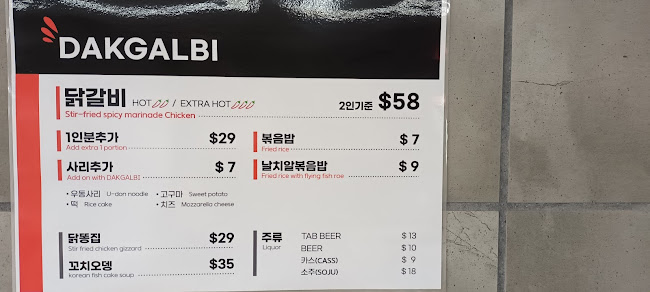 DAKGALBI
닭갈비 HOT / EXTRA HOT 2인기준 $58
Stir-fried spicy marinade Chicken
1인분추가 $29
Add extra 1 portion
사리추가 $ 7
Add on with DAKGALBI
• 우동사리 U-don noodle • 고구마 Sweet potato
• 떡 Rice cake • 치즈 Mozzarella cheese
볶음밥 $ 7
Fried rice
날치알볶음밥 $ 9
Fried rice with flying fish roe
닭똥집 $29
Stir fried chicken gizzard
꼬치오뎅 $35
korean fish cake soup
주류 TAB BEER $ 13
Liquor BEER $ 10
카스(CASS) $ 9
소주(SOJU) $ 18